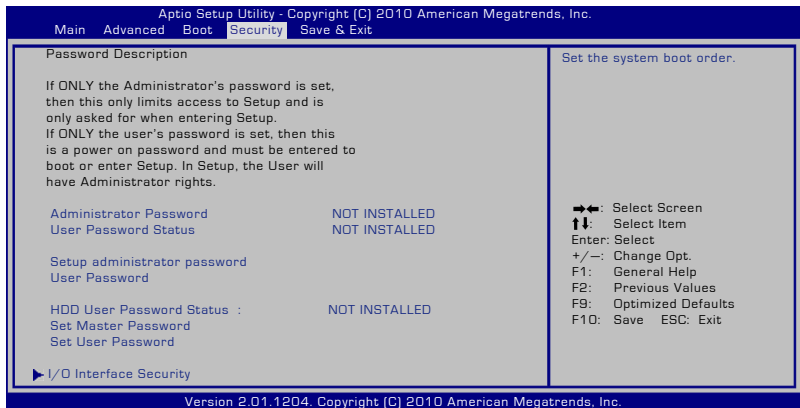 Aptio Setup Utility - Copyright (C) 2010 American Megatrends, Inc.
Main Advanced Boot Security Save & Exit
Password Description
If ONLY the Administrator's password is set,
then this only limits access to Setup and is
only asked for when entering Setup.
If ONLY the user's password is set, then this
is a power on password and must be entered to
boot or enter Setup. In Setup, the User will
have Administrator rights.
Administrator Password NOT INSTALLED
User Password Status NOT INSTALLED
Setup administrator password
User Password
HDD User Password Status : NOT INSTALLED
Set Master Password
Set User Password
I/O Interface Security
Set the system boot order.
→←: Select Screen
↑↓: Select Item
Enter: Select
+/—: Change Opt.
F1: General Help
F2: Previous Values
F9: Optimized Defaults
F10: Save ESC: Exit
Version 2.01.1204. Copyright (C) 2010 American Megatrends, Inc.